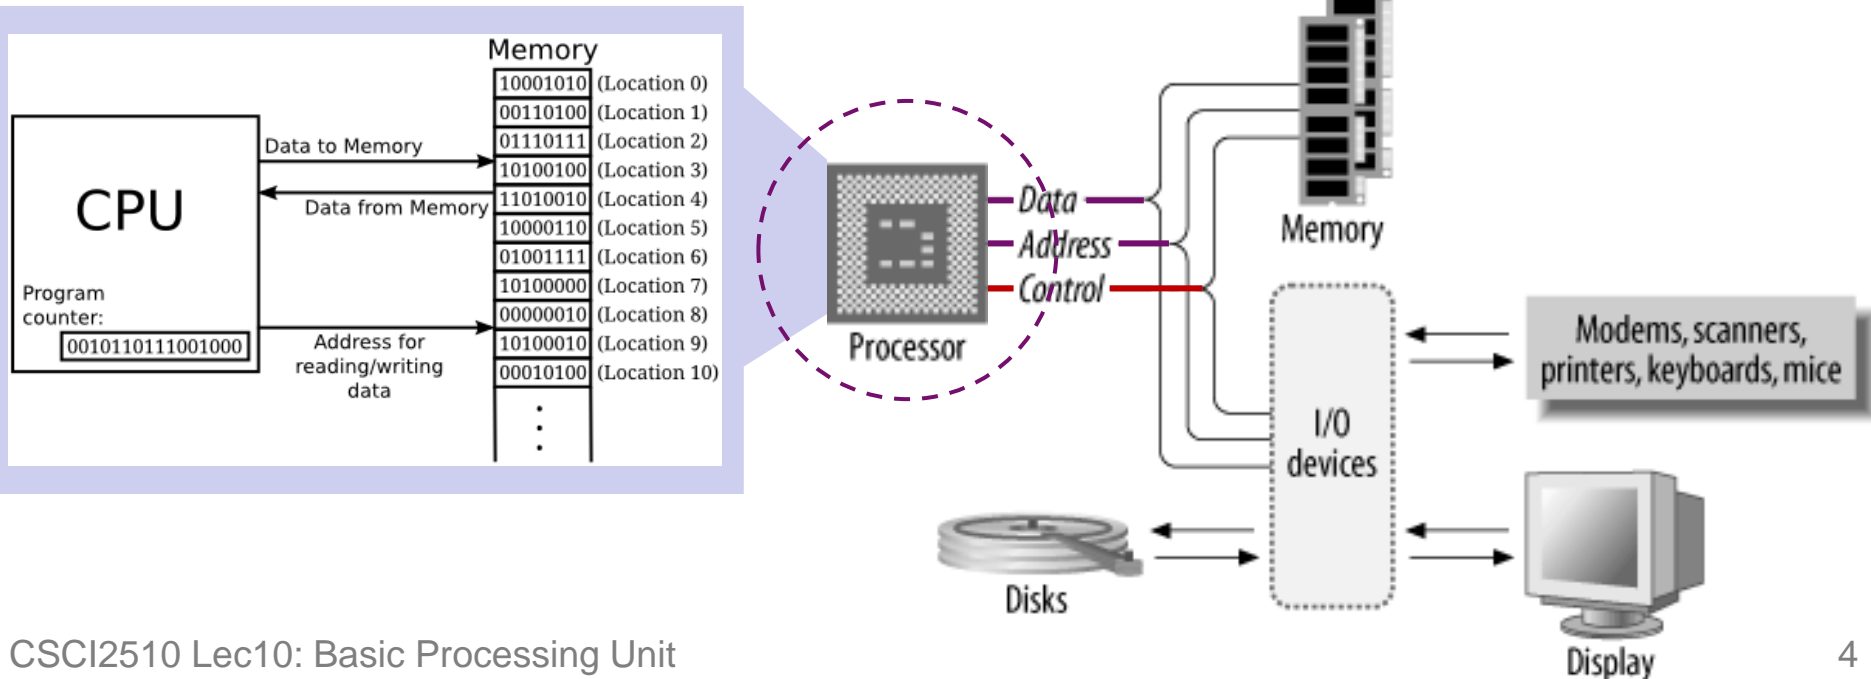 Memory
10001010 (Location 0)
00110100 (Location 1)
01110111 (Location 2)
10100100 (Location 3)
11010010 (Location 4)
10000110 (Location 5)
01001111 (Location 6)
10100000 (Location 7)
00000010 (Location 8)
10100010 (Location 9)
00010100 (Location 10)
CPU
Program
counter:
0010110111001000
Data to Memory
Data from Memory
Address for
reading/writing
data
Processor
Data
Address
Control
Memory
I/O
devices
Modems, scanners,
printers, keyboards, mice
Disks
Display
CSCI2510 Lec10: Basic Processing Unit
4